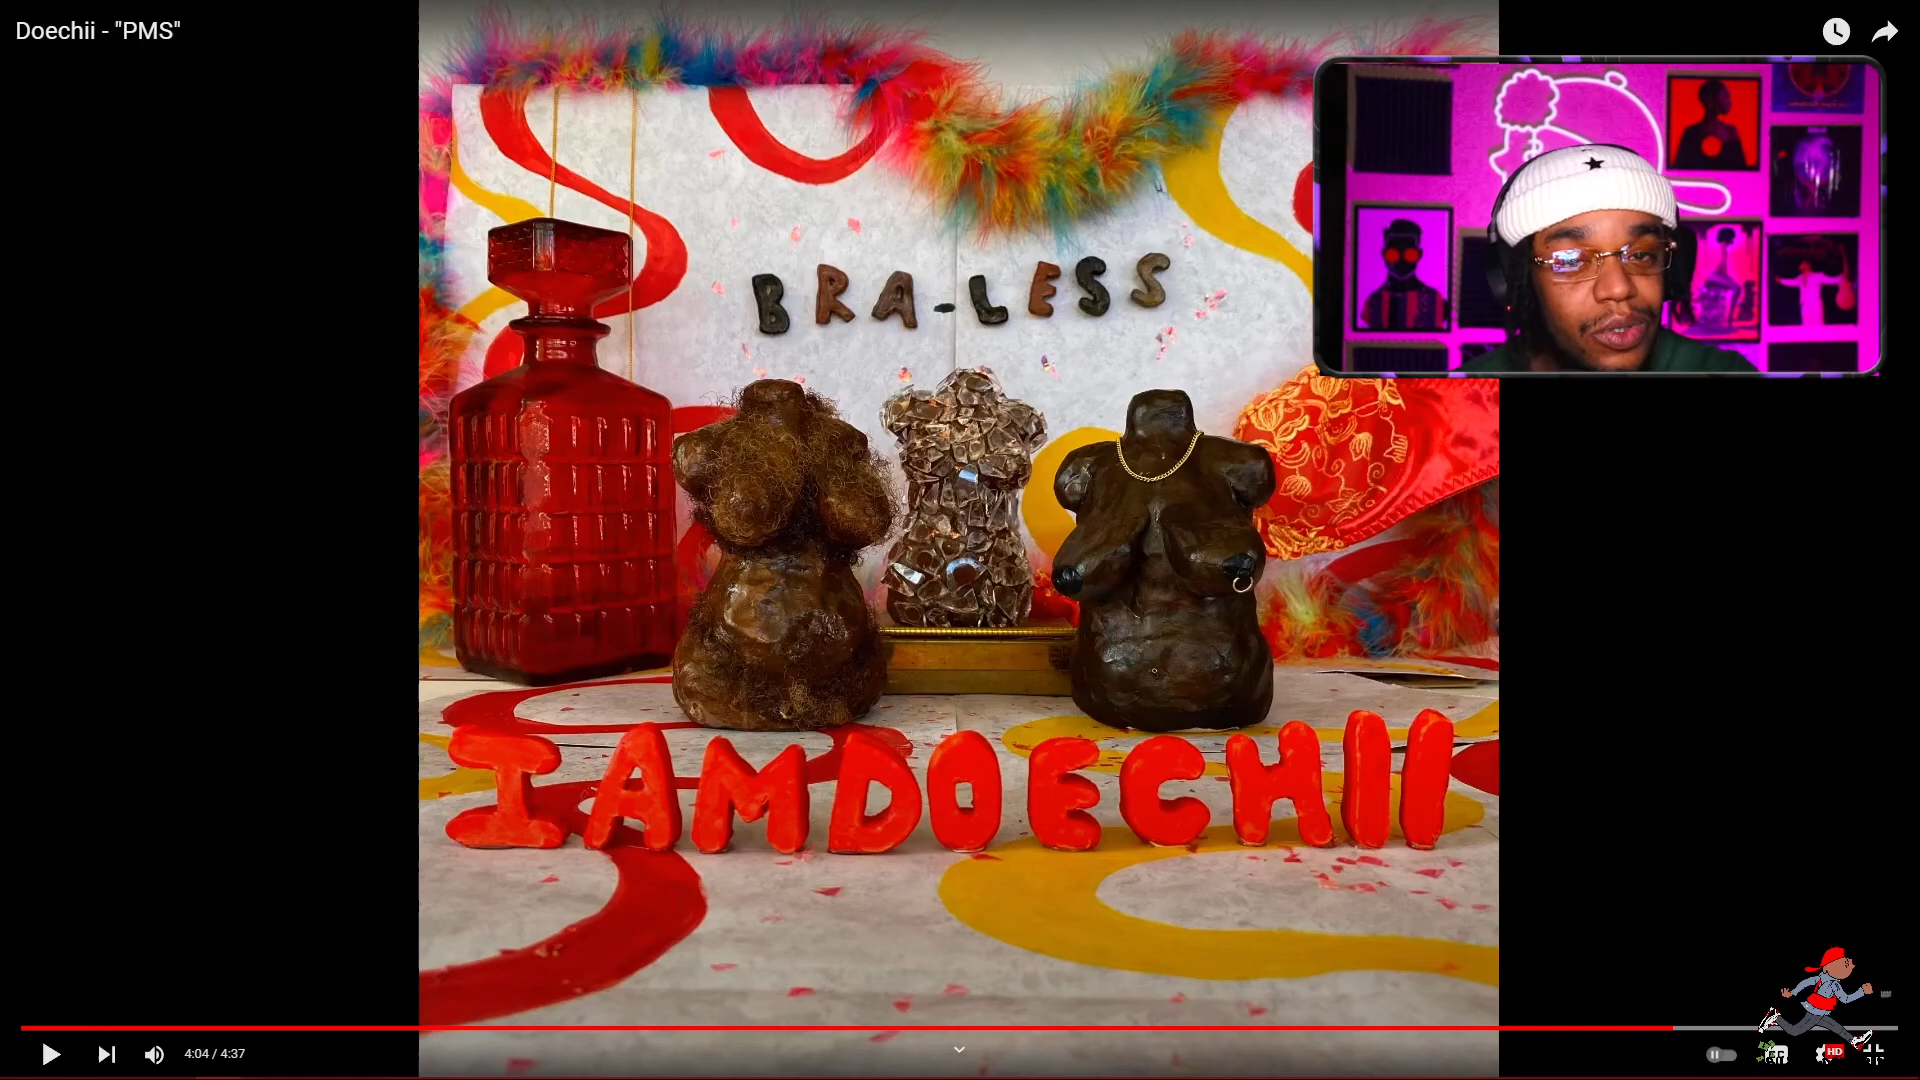 Doechii - "PMS"
BRA-LESS
IAMDOECHII
4:04 / 4:37
HD